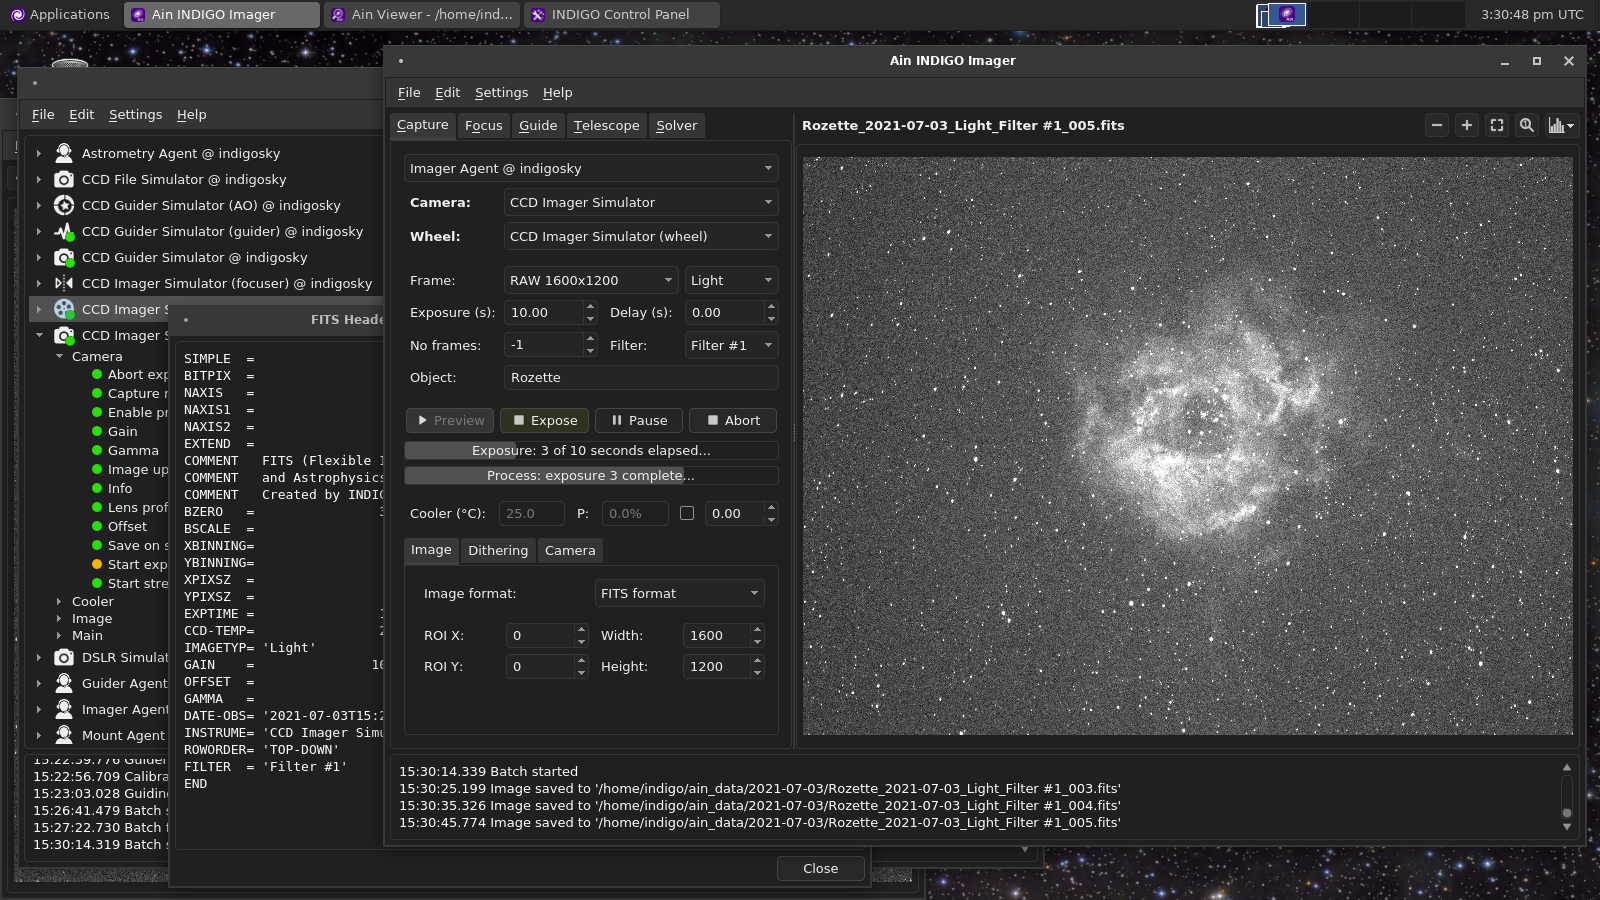 Applications
Ain INDIGO Imager
Ain Viewer - /home/ind...
INDIGO Control Panel
3:30:48 pm UTC
File Edit Settings Help
Astrometry Agent @ indigosky
CCD File Simulator @ indigosky
CCD Guider Simulator (AO) @ indigosky
CCD Guider Simulator (guider) @ indigosky
CCD Guider Simulator @ indigosky
CCD Imager Simulator (focuser) @ indigosky
CCD Imager S
CCD Imager S
Camera
Abort exp
Capture
Enable
Gain
Gamma
Image up
Info
Lens prof
Offset
Save on s
Start exp
Start stre
Cooler
Image
Main
DSLR Simulat
Guider Agent
Imager Agent
Mount Agent
15:22:39.776 Guider
15:22:56.709 Calibra
15:23:03.028 Guiding
15:26:41.479 Batch
15:27:22.730 Batch
15:30:14.319 Batch
FITS Heade
SIMPLE =
BITPIX =
NAXIS =
NAXIS1 =
NAXIS2 =
EXTEND =
COMMENT FITS (Flexible
COMMENT and Astrophysics
COMMENT Created by INDIG
BZERO =
BSCALE =
XBINNING=
YBINNING=
XPIXSZ =
YPIXSZ =
EXPTIME =
CCD-TEMP=
IMAGETYP= 'Light'
GAIN = 10
OFFSET =
GAMMA =
DATE-OBS= '2021-07-03T15:2
INSTRUME= 'CCD Imager Simu
ROWORDER= 'TOP-DOWN'
FILTER = 'Filter #1'
END
Close
Ain INDIGO Imager
File Edit Settings Help
Capture Focus Guide Telescope Solver
Imager Agent @ indigosky
Camera: CCD Imager Simulator
Wheel: CCD Imager Simulator (wheel)
Frame: RAW 1600x1200 Light
Exposure (s): 10.00 Delay (s): 0.00
No frames: -1 Filter: Filter #1
Object: Rozette
Preview Expose Pause Abort
Exposure: 3 of 10 seconds elapsed...
Process: exposure 3 complete...
Cooler (°C): 25.0 P: 0.0% 0.00
Image Dithering Camera
Image format: FITS format
ROI X: 0 Width: 1600
ROI Y: 0 Height: 1200
Rozette_2021-07-03_Light_Filter #1_005.fits
15:30:14.339 Batch started
15:30:25.199 Image saved to '/home/indigo/ain_data/2021-07-03/Rozette_2021-07-03_Light_Filter #1_003.fits'
15:30:35.326 Image saved to '/home/indigo/ain_data/2021-07-03/Rozette_2021-07-03_Light_Filter #1_004.fits'
15:30:45.774 Image saved to '/home/indigo/ain_data/2021-07-03/Rozette_2021-07-03_Light_Filter #1_005.fits'